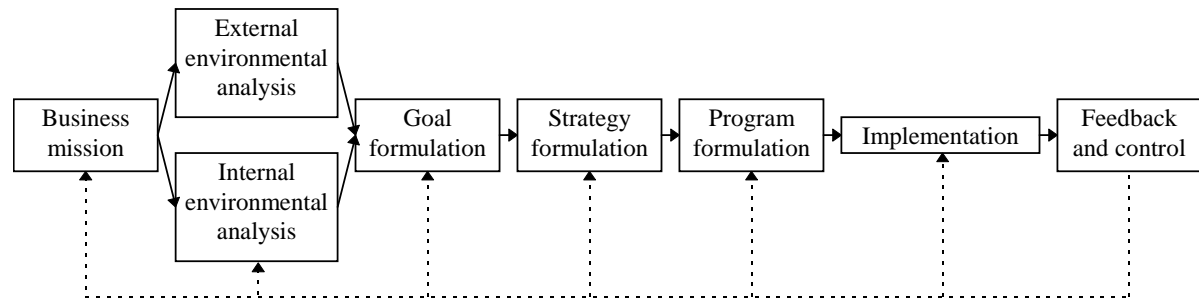 Business
mission
External
environmental
analysis
Internal
environmental
analysis
Goal
formulation
Strategy
formulation
Program
formulation
Implementation
Feedback
and control